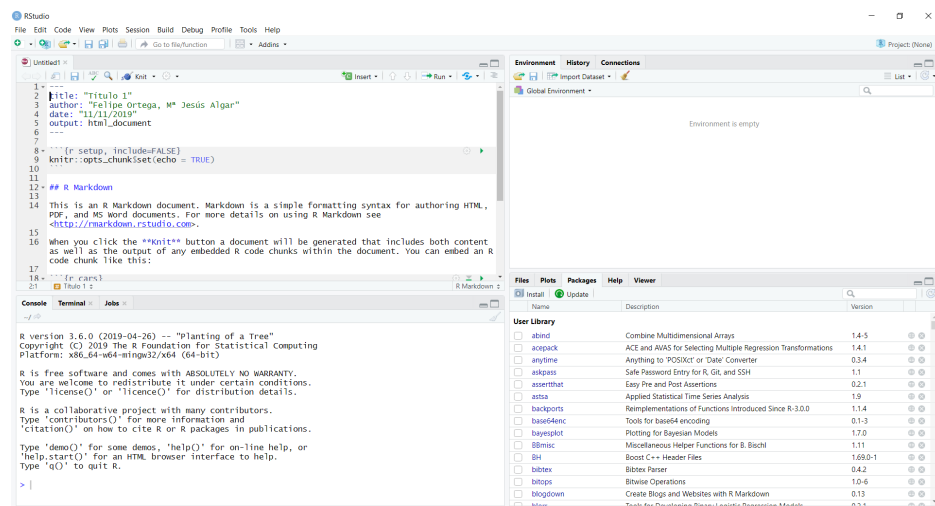 RStudio
File Edit Code View Plots Session Build Debug Profile Tools Help
Go to file/function Addins Project: (None)
Untitled1
Knit Insert Run
1 ---
2 title: "Título 1"
3 author: "Felipe Ortega, Mª Jesús Algar"
4 date: "11/11/2019"
5 output: html_document
6 ---
7
8 ```{r setup, include=FALSE}
9 knitr::opts_chunk$set(echo = TRUE)
10 ```
11
12 ## R Markdown
13
14 This is an R Markdown document. Markdown is a simple formatting syntax for authoring HTML,
PDF, and MS Word documents. For more details on using R Markdown see
<http://rmarkdown.rstudio.com>.
15
16 When you click the **Knit** button a document will be generated that includes both content
as well as the output of any embedded R code chunks within the document. You can embed an R
code chunk like this:
17
18 ```{r cars}
2:1 Título 1 R Markdown
Console Terminal Jobs
~/
R version 3.6.0 (2019-04-26) -- "Planting of a Tree"
Copyright (C) 2019 The R Foundation for Statistical Computing
Platform: x86_64-w64-mingw32/x64 (64-bit)
R is free software and comes with ABSOLUTELY NO WARRANTY.
You are welcome to redistribute it under certain conditions.
Type 'license()' or 'licence()' for distribution details.
R is a collaborative project with many contributors.
Type 'contributors()' for more information and
'citation()' on how to cite R or R packages in publications.
Type 'demo()' for some demos, 'help()' for on-line help, or
'help.start()' for an HTML browser interface to help.
Type 'q()' to quit R.
>
Environment History Connections
Import Dataset List
Global Environment
Environment is empty
Files Plots Packages Help Viewer
Install Update
Name Description Version
User Library
abind Combine Multidimensional Arrays 1.4-5
acepack ACE and AVAS for Selecting Multiple Regression Transformations 1.4.1
anytime Anything to 'POSIXct' or 'Date' Converter 0.3.4
askpass Safe Password Entry for R, Git, and SSH 1.1
assertthat Easy Pre and Post Assertions 0.2.1
astsa Applied Statistical Time Series Analysis 1.9
backports Reimplementations of Functions Introduced Since R-3.0.0 1.1.4
base64enc Tools for base64 encoding 0.1-3
bayesplot Plotting for Bayesian Models 1.7.0
BBmisc Miscellaneous Helper Functions for B. Bischl 1.11
BH Boost C++ Header Files 1.69.0-1
bibtex Bibtex Parser 0.4.2
bitops Bitwise Operations 1.0-6
blogdown Create Blogs and Websites with R Markdown 0.13